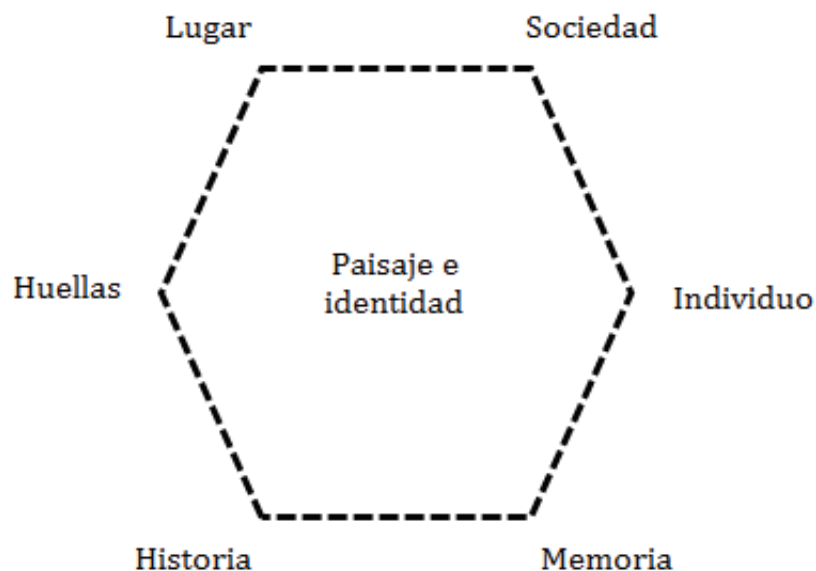 Lugar
Sociedad
Huellas
Paisaje e
identidad
Individuo
Historia
Memoria